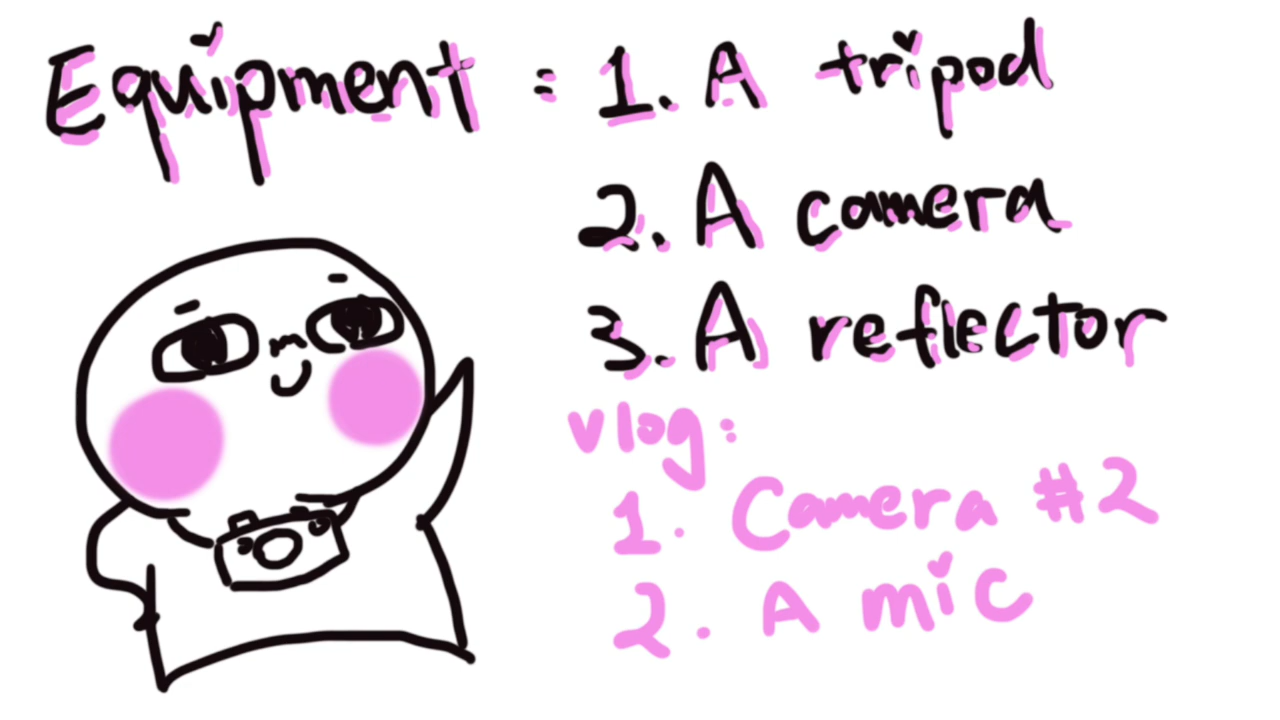 Equipment: 1. A tripod
2. A camera
3. A reflector
vlog:
1. Camera #2
2. A mic